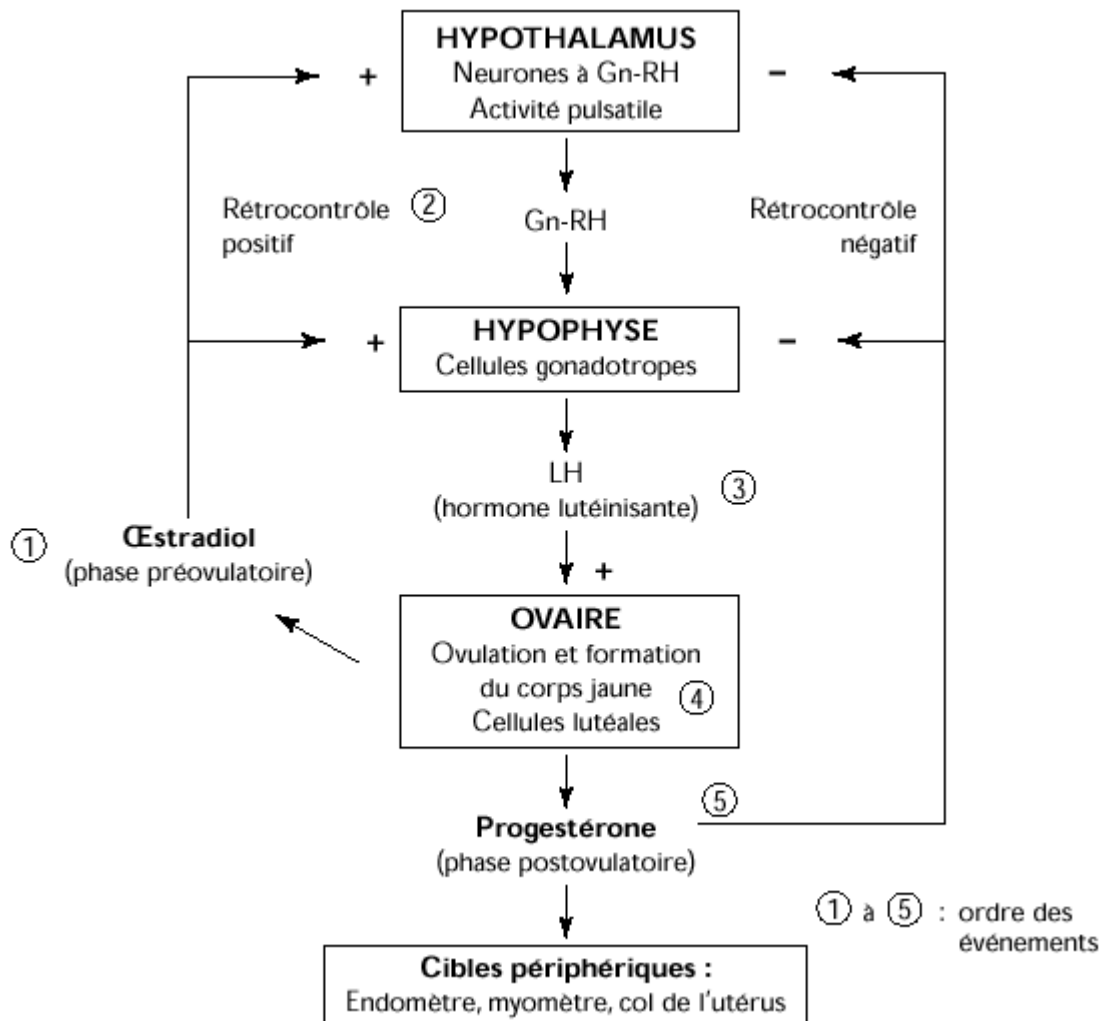 HYPOTHALAMUS
Neurones à Gn-RH
Activité pulsatile
+
-
Rétrocontrôle
positif
②
Gn-RH
Rétrocontrôle
négatif
+
HYPOPHYSE
Cellules gonadotropes
-
LH
(hormone lutéinisante)
③
①
Œstradiol
(phase préovulatoire)
+
OVAIRE
Ovulation et formation
du corps jaune
Cellules lutéales
④
Progestérone
(phase postovulatoire)
⑤
① à ⑤ : ordre des
événements
Cibles périphériques :
Endomètre, myomètre, col de l'utérus